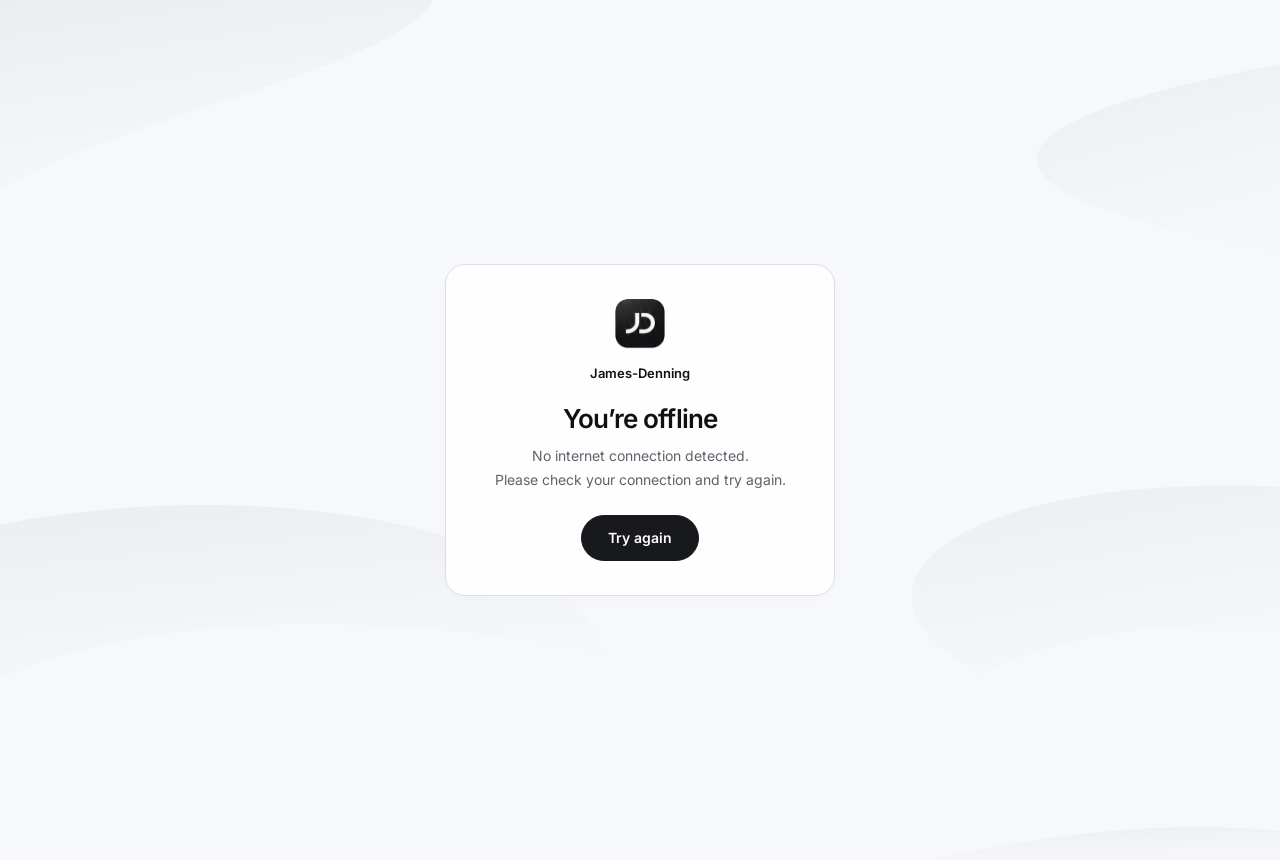 JD
James-Denning
You’re offline
No internet connection detected.
Please check your connection and try again.
Try again